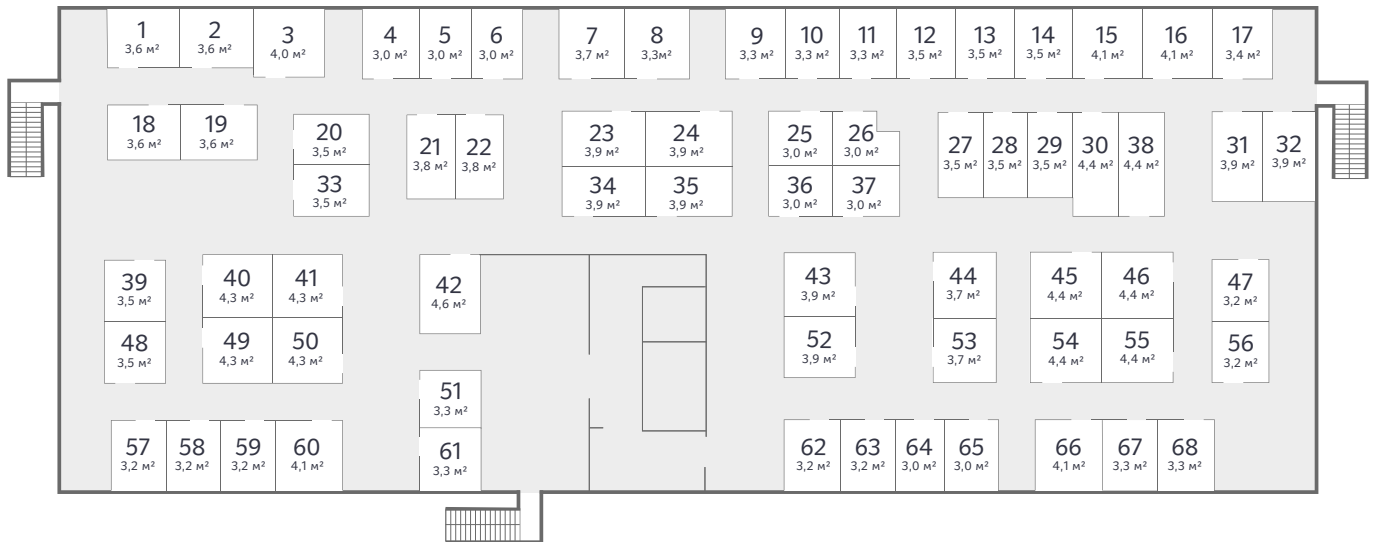 1
3,6 м²
2
3,6 м²
3
4,0 м²
4
3,0 м²
5
3,0 м²
6
3,0 м²
7
3,7 м²
8
3,3м²
9
3,3 м²
10
3,3 м²
11
3,3 м²
12
3,5 м²
13
3,5 м²
14
3,5 м²
15
4,1 м²
16
4,1 м²
17
3,4 м²
18
3,6 м²
19
3,6 м²
20
3,5 м²
21
3,8 м²
22
3,8 м²
23
3,9 м²
24
3,9 м²
25
3,0 м²
26
3,0 м²
27
3,5 м²
28
3,5 м²
29
3,5 м²
30
4,4 м²
38
4,4 м²
31
3,9 м²
32
3,9 м²
33
3,5 м²
34
3,9 м²
35
3,9 м²
36
3,0 м²
37
3,0 м²
39
3,5 м²
40
4,3 м²
41
4,3 м²
42
4,6 м²
43
3,9 м²
44
3,7 м²
45
4,4 м²
46
4,4 м²
47
3,2 м²
48
3,5 м²
49
4,3 м²
50
4,3 м²
51
3,3 м²
52
3,9 м²
53
3,7 м²
54
4,4 м²
55
4,4 м²
56
3,2 м²
57
3,2 м²
58
3,2 м²
59
3,2 м²
60
4,1 м²
61
3,3 м²
62
3,2 м²
63
3,2 м²
64
3,0 м²
65
3,0 м²
66
4,1 м²
67
3,3 м²
68
3,3 м²